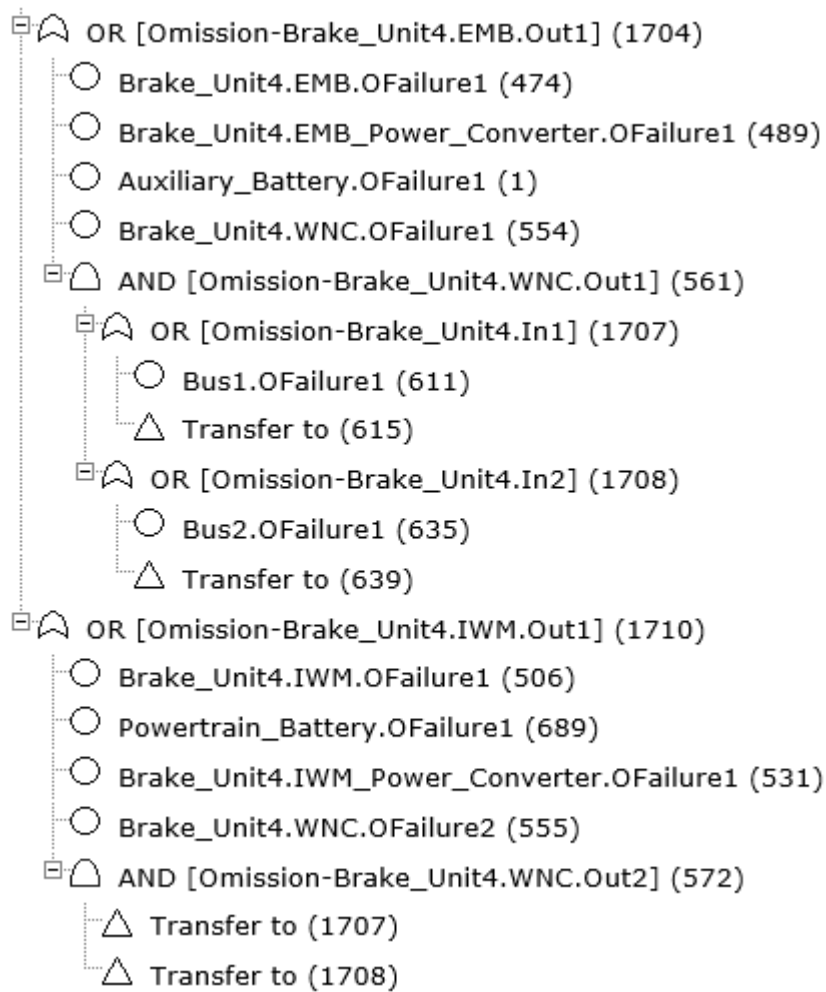 OR [Omission-Brake_Unit4.EMB.Out1] (1704)
Brake_Unit4.EMB.OFailure1 (474)
Brake_Unit4.EMB_Power_Converter.OFailure1 (489)
Auxiliary_Battery.OFailure1 (1)
Brake_Unit4.WNC.OFailure1 (554)
AND [Omission-Brake_Unit4.WNC.Out1] (561)
OR [Omission-Brake_Unit4.In1] (1707)
Bus1.OFailure1 (611)
Transfer to (615)
OR [Omission-Brake_Unit4.In2] (1708)
Bus2.OFailure1 (635)
Transfer to (639)
OR [Omission-Brake_Unit4.IWM.Out1] (1710)
Brake_Unit4.IWM.OFailure1 (506)
Powertrain_Battery.OFailure1 (689)
Brake_Unit4.IWM_Power_Converter.OFailure1 (531)
Brake_Unit4.WNC.OFailure2 (555)
AND [Omission-Brake_Unit4.WNC.Out2] (572)
Transfer to (1707)
Transfer to (1708)